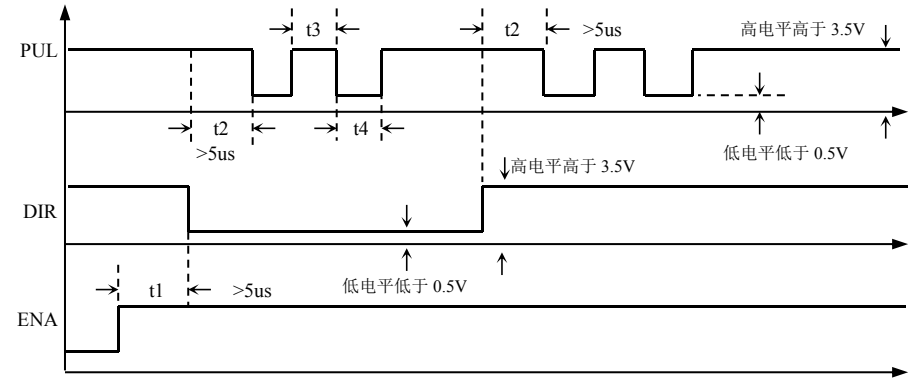 t3
t2
>5us
高电平高于 3.5V
PUL
t2
t4
>5us
低电平低于 0.5V
高电平高于 3.5V
DIR
低电平低于 0.5V
t1
>5us
ENA